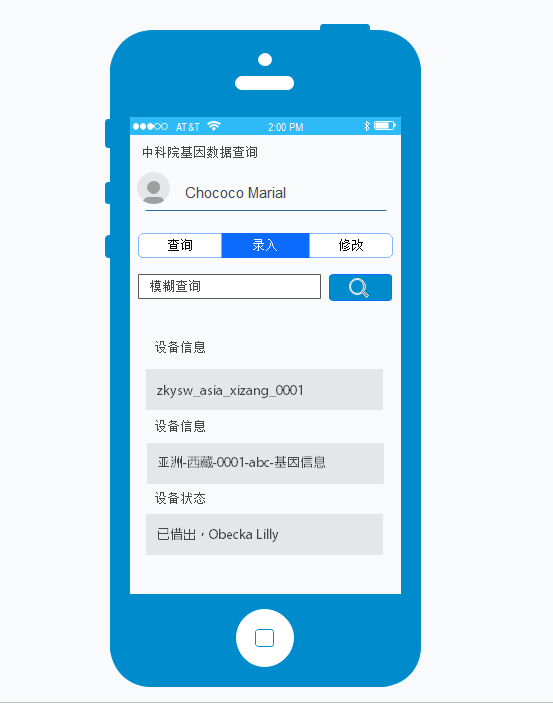 AT&T 2:00 PM
中科院基因数据查询
Chococo Marial
查询 录入 修改
模糊查询
设备信息
zkysw_asia_xizang_0001
设备信息
亚洲-西藏-0001-abc-基因信息
设备状态
已借出，Obecka Lilly